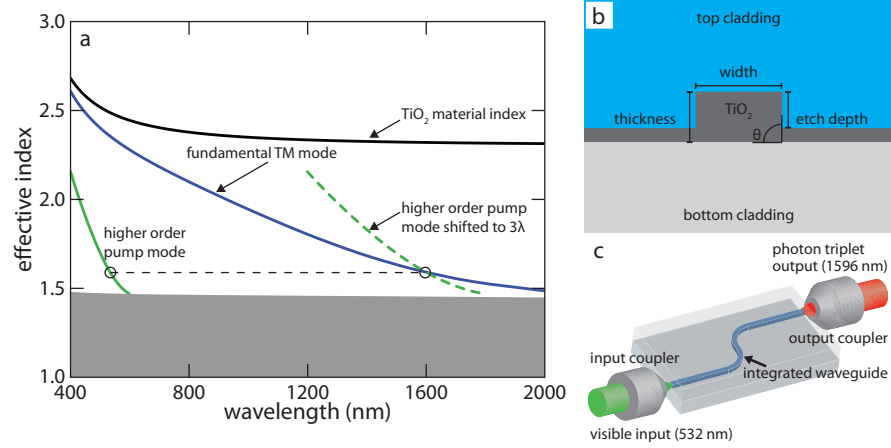 a
3.0
2.5
2.0
1.5
1.0
effective index
TiO2 material index
fundamental TM mode
higher order
pump mode
higher order pump
mode shifted to 3λ
400
800
1200
1600
2000
wavelength (nm)
b
top cladding
width
TiO2
thickness
etch depth
θ
bottom cladding
c
photon triplet
output (1596 nm)
output coupler
input coupler
integrated waveguide
visible input (532 nm)